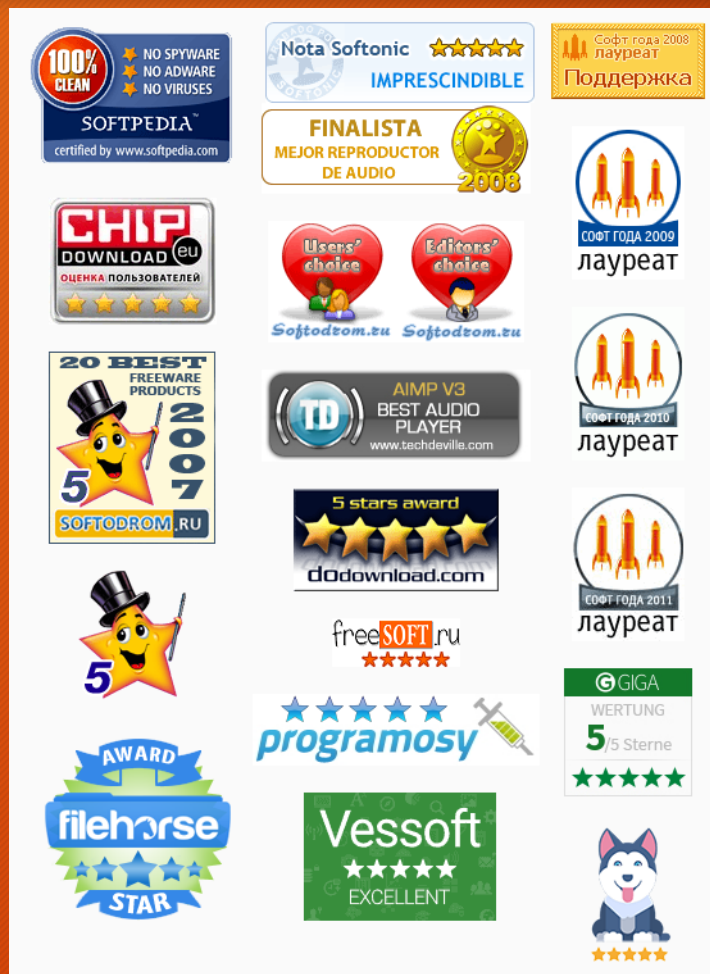 100%
CLEAN
NO SPYWARE
NO ADWARE
NO VIRUSES
SOFTPEDIA™
certified by www.softpedia.com
CHIP
DOWNLOAD eu
ОЦЕНКА ПОЛЬЗОВАТЕЛЕЙ
20 BEST
FREEWARE
PRODUCTS
2007
5
SOFTODROM.RU
5
AWARD
filehorse
STAR
Nota Softonic
IMPRESCINDIBLE
FINALISTA
MEJOR REPRODUCTOR
DE AUDIO
2008
Users'
choice
Softodrom.ru
Editors'
choice
Softodrom.ru
TD
AIMP V3
BEST AUDIO
PLAYER
www.techdeville.com
5 stars award
dodownload.com
freeSOFT.ru
programosy
Vessoft
EXCELLENT
Софт года 2008
лауреат
Поддержка
СОФТ ГОДА 2009
лауреат
СОФТ ГОДА 2010
лауреат
СОФТ ГОДА 2011
лауреат
GIGA
WERTUNG
5/5 Sterne